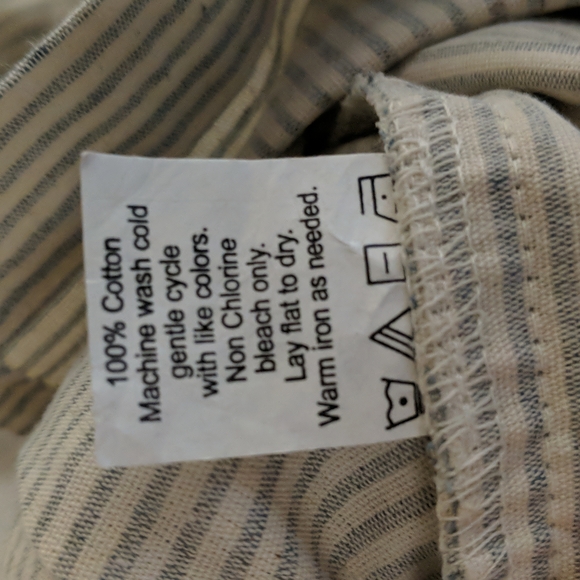 100% Cotton
Machine wash cold
gentle cycle
with like colors.
Non Chlorine
bleach only.
Lay flat to dry.
Warm iron as needed.